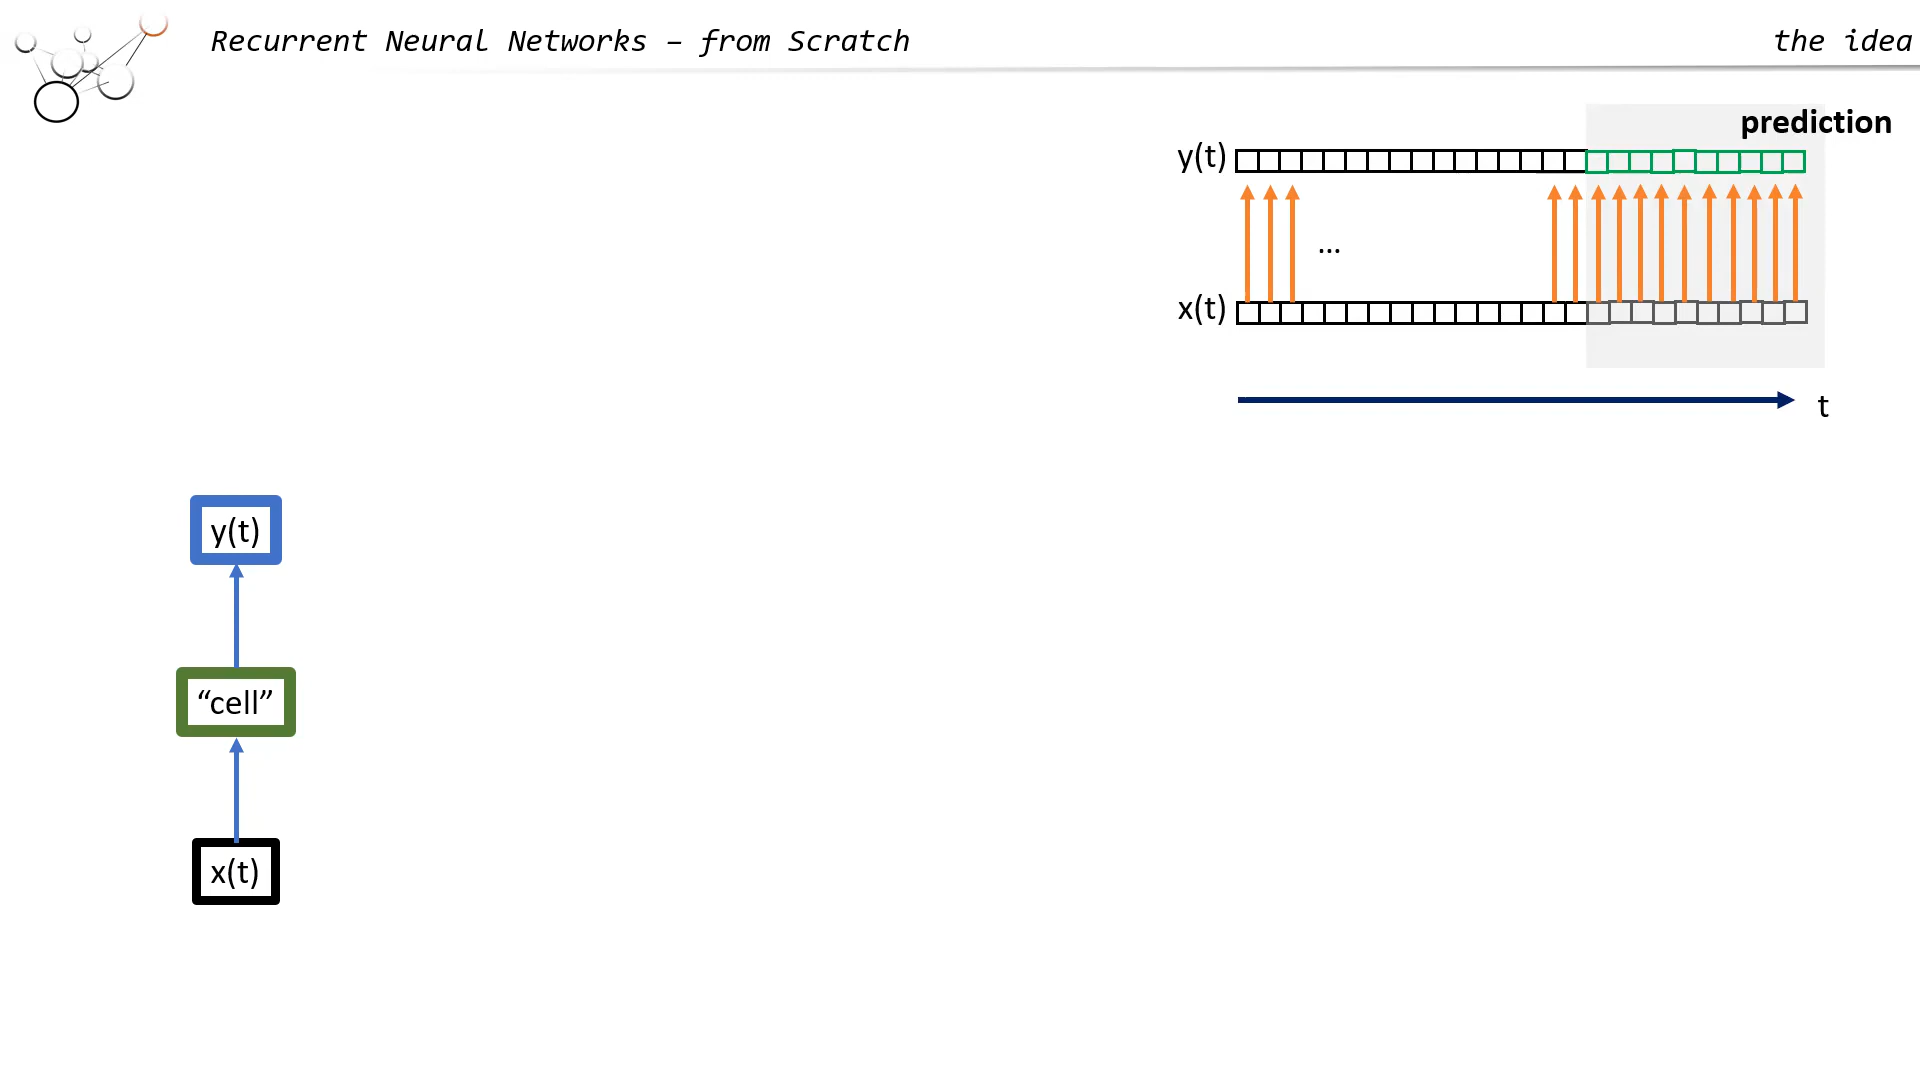 Recurrent Neural Networks – from Scratch
the idea
prediction
y(t)
...
x(t)
t
y(t)
“cell”
x(t)